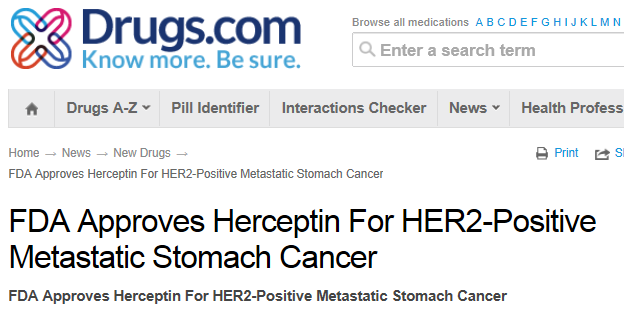 Drugs.com
Know more. Be sure.
Browse all medications A B C D E F G H I J K L M N
Enter a search term
Drugs A-Z Pill Identifier Interactions Checker News Health Profess
Home → News → New Drugs →
FDA Approves Herceptin For HER2-Positive Metastatic Stomach Cancer
Print S
FDA Approves Herceptin For HER2-Positive
Metastatic Stomach Cancer
FDA Approves Herceptin For HER2-Positive Metastatic Stomach Cancer